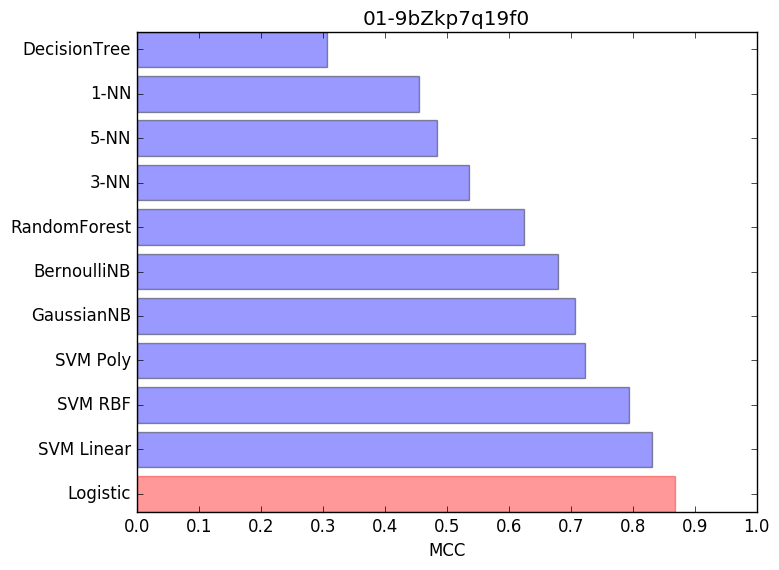 01-9bZkp7q19f0
DecisionTree
1-NN
5-NN
3-NN
RandomForest
BernoulliNB
GaussianNB
SVM Poly
SVM RBF
SVM Linear
Logistic
0.0 0.1 0.2 0.3 0.4 0.5 0.6 0.7 0.8 0.9 1.0
MCC